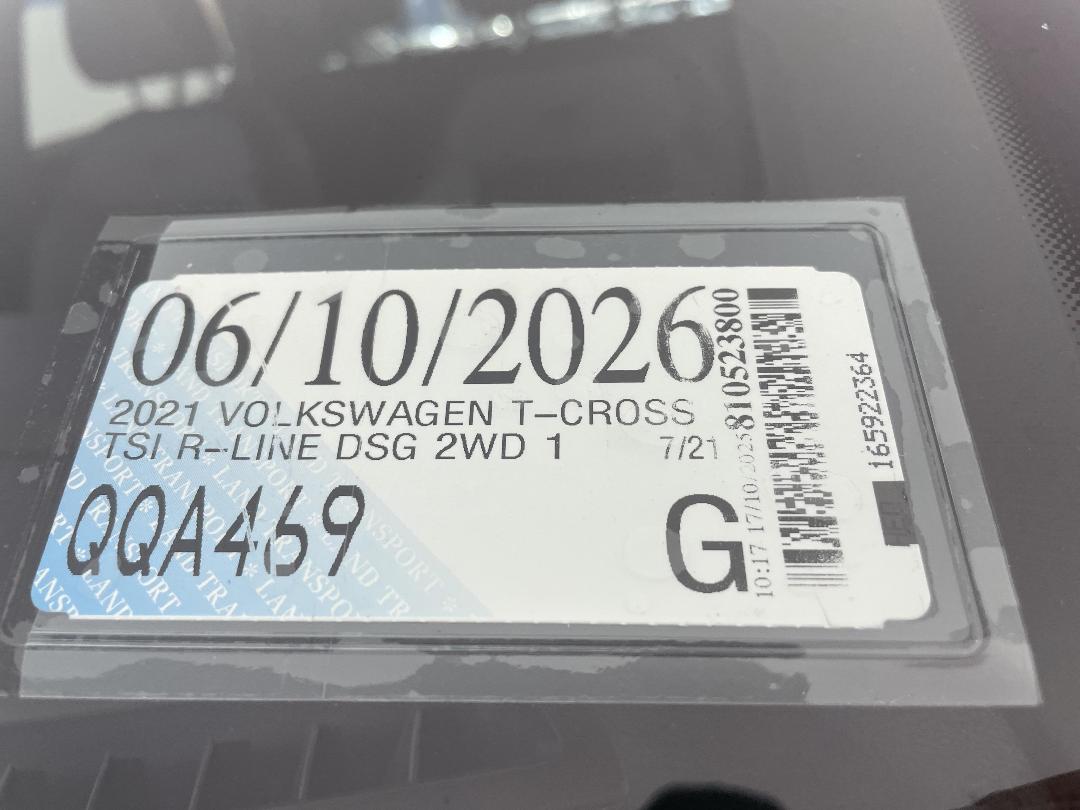 06/10/2026
2021 VOLKSWAGEN T-CROSS
TSI R-LINE DSG 2WD 1 7/21
QQA469
G
10:17 17/10/2025
810523800
165922364